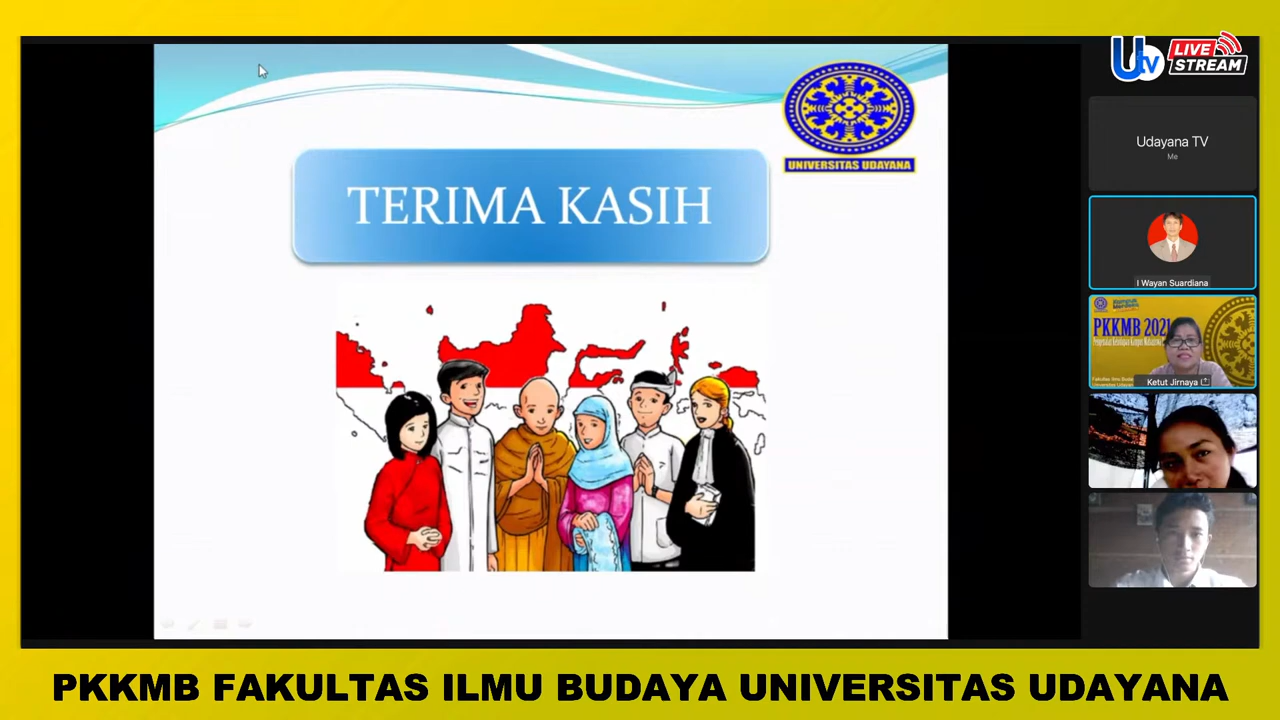 UNIVERSITAS UDAYANA
TERIMA KASIH
Utv
LIVE
STREAM
Udayana TV
Me
I Wayan Suardiana
PKKMB 2021
Ketut Jirnaya
PKKMB FAKULTAS ILMU BUDAYA UNIVERSITAS UDAYANA